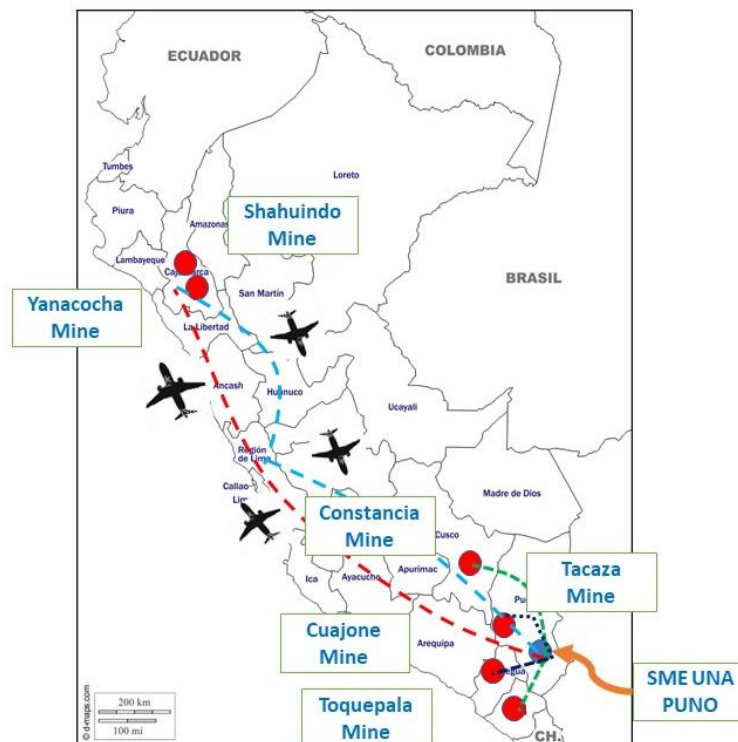 ECUADOR
COLOMBIA
Tumbes
Loreto
Piura
Amazonas
Shahuindo
Mine
Lambayeque
BRASIL
San Martín
Yanacocha
Mine
La Libertad
Ancash
Huanuco
Ucayali
Región
de Lima
Callao
Madre de Dios
Constancia
Mine
Cusco
Ica
Ayacucho
Apurimac
Tacaza
Mine
Cuajone
Mine
Arequipa
SME UNA
PUNO
Toquepala
Mine
CH.
200 km
100 mi
© d-maps.com